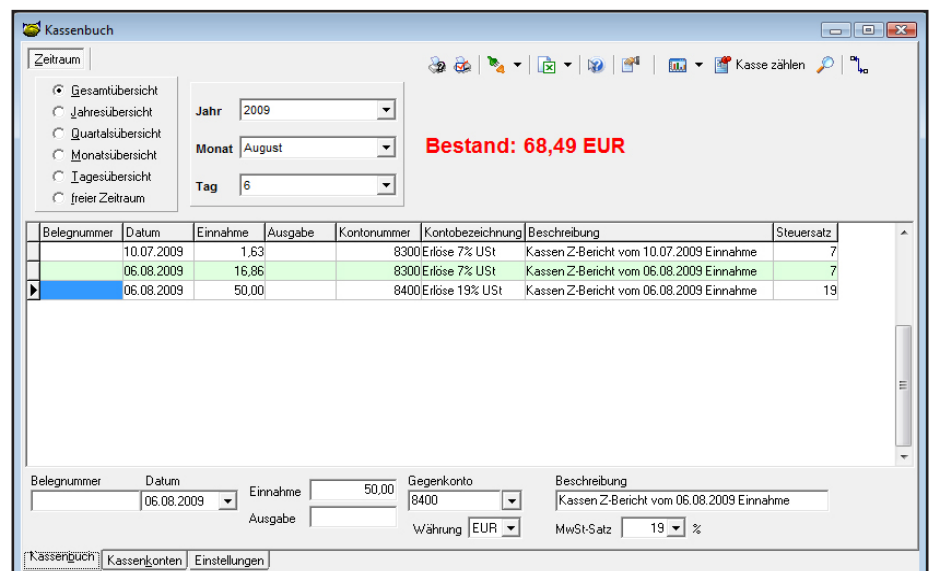 Kassenbuch
Zeitraum
Kasse zählen
Gesamtübersicht
Jahresübersicht
Quartalsübersicht
Monatsübersicht
Tagesübersicht
freier Zeitraum
Jahr 2009
Monat August
Tag 6
Bestand: 68,49 EUR
Belegnummer Datum Einnahme Ausgabe Kontonummer Kontobezeichnung Beschreibung Steuersatz
10.07.2009 1,63 8300 Erlöse 7% USt Kassen Z-Bericht vom 10.07.2009 Einnahme 7
06.08.2009 16,86 8300 Erlöse 7% USt Kassen Z-Bericht vom 06.08.2009 Einnahme 7
06.08.2009 50,00 8400 Erlöse 19% USt Kassen Z-Bericht vom 06.08.2009 Einnahme 19
Belegnummer Datum Einnahme 50,00 Gegenkonto Beschreibung
06.08.2009 8400 Kassen Z-Bericht vom 06.08.2009 Einnahme
Ausgabe Währung EUR MwSt-Satz 19 %
Kassenbuch Kassenkonten Einstellungen